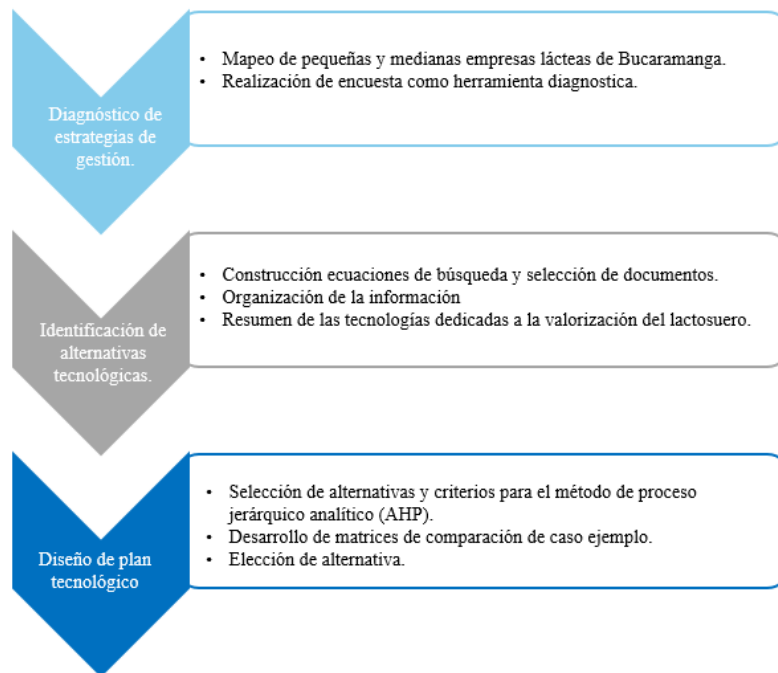 Diagnóstico de
estrategias de
gestión.
• Mapeo de pequeñas y medianas empresas lácteas de Bucaramanga.
• Realización de encuesta como herramienta diagnostica.
Identificación de
alternativas
tecnológicas.
• Construcción ecuaciones de búsqueda y selección de documentos.
• Organización de la información
• Resumen de las tecnologías dedicadas a la valorización del lactosuero.
Diseño de plan
tecnológico
• Selección de alternativas y criterios para el método de proceso
jerárquico analítico (AHP).
• Desarrollo de matrices de comparación de caso ejemplo.
• Elección de alternativa.